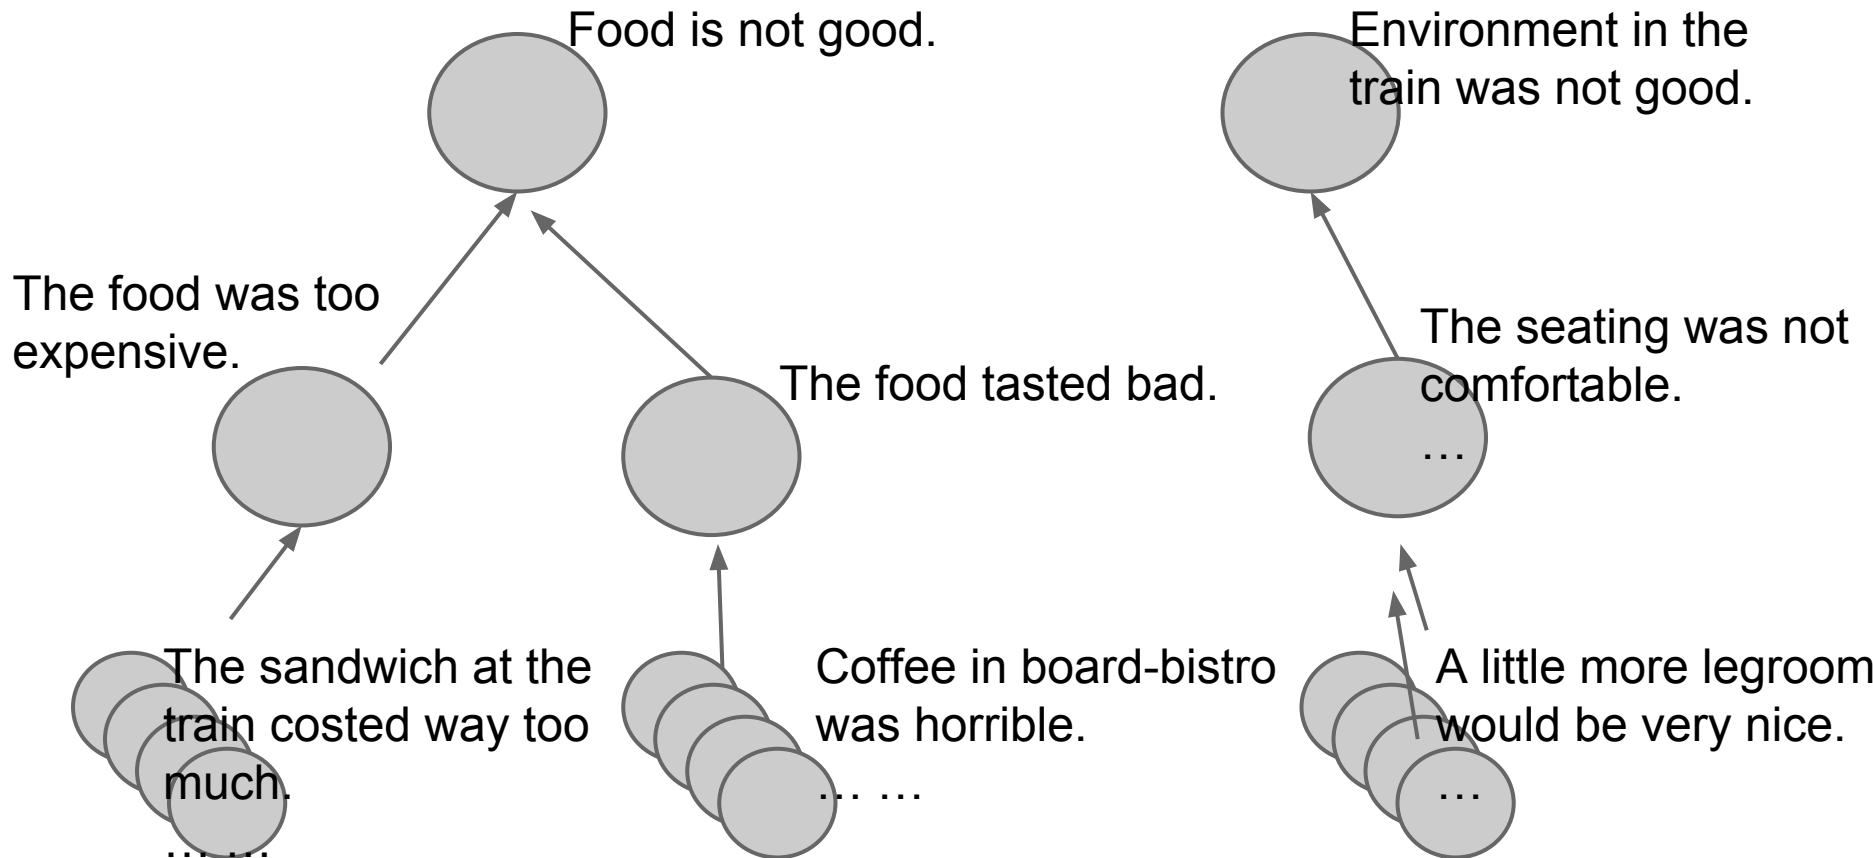 Food is not good.
Environment in the
train was not good.
The food was too
expensive.
The food tasted bad.
The seating was not
comfortable.
…
The sandwich at the
train costed way too
much.
… …
Coffee in board-bistro
was horrible.
… …
A little more legroom
would be very nice.
…